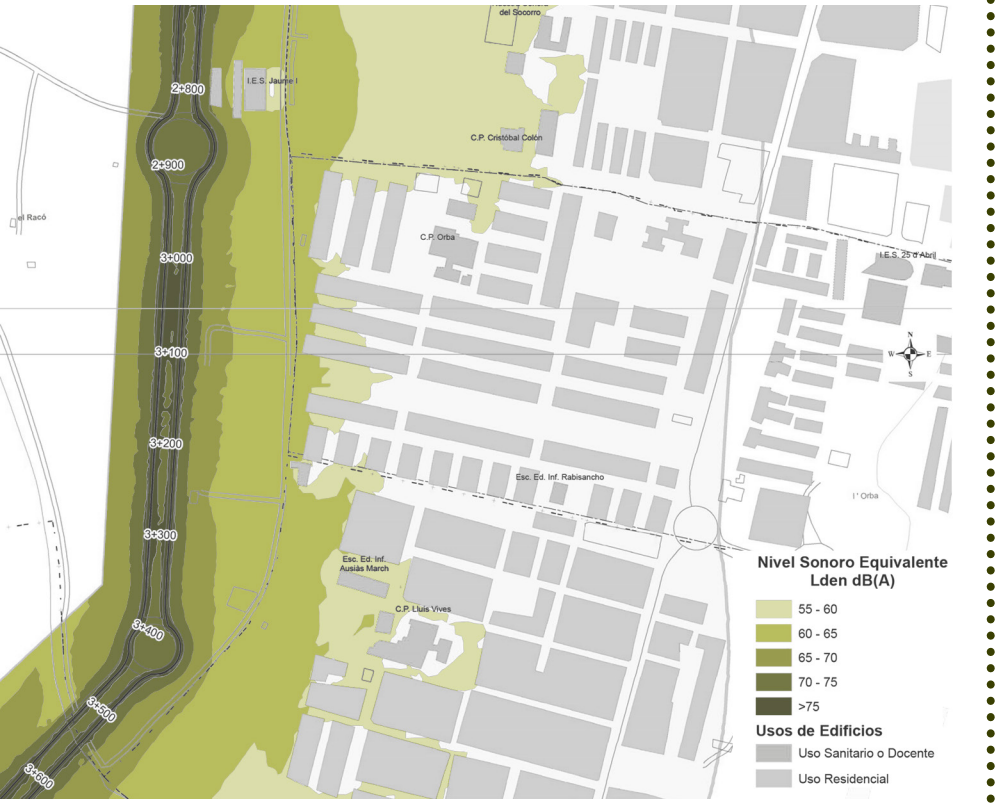 del Socorro
I.E.S. Jaume I
2+800
C.P. Cristóbal Colón
2+900
el Racó
C.P. Orba
I.E.S. 25 d'Abril
3+000
N
W
E
S
3+100
3+200
Esc. Ed. Inf. Rabisancho
l' Orba
3+300
Esc. Ed. Inf.
Ausiàs March
C.P. Lluis Vives
3+400
3+500
3+600
Nivel Sonoro Equivalente
Lden dB(A)
55 - 60
60 - 65
65 - 70
70 - 75
>75
Usos de Edificios
Uso Sanitario o Docente
Uso Residencial